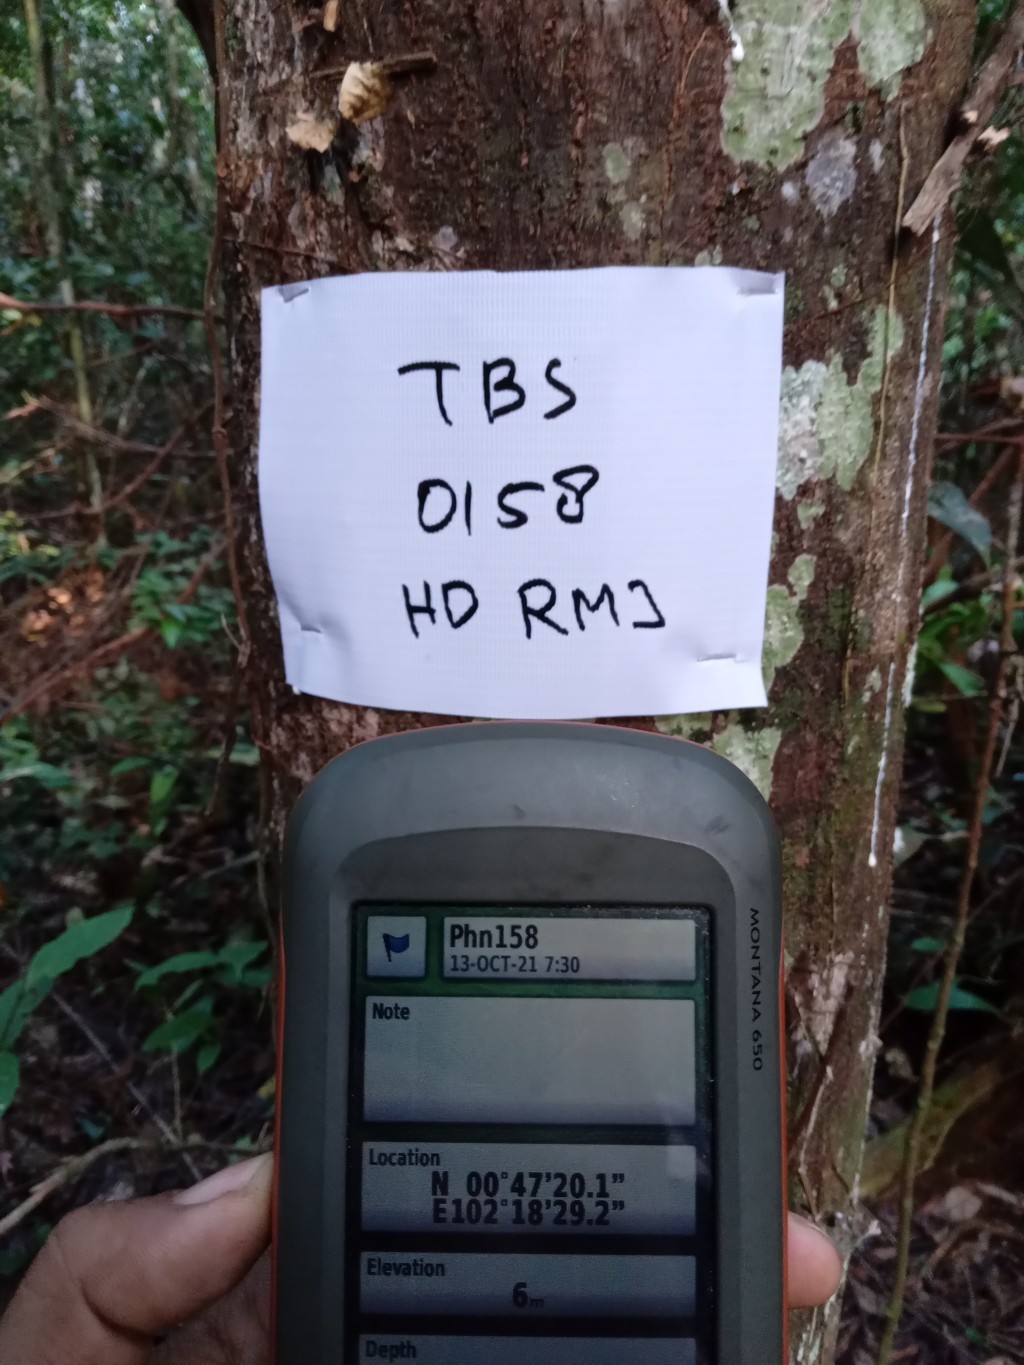 TBS
0158
HD RMJ
Phn158
13-OCT-21 7:30
Note
Location
N 00°47'20.1"
E102°18'29.2"
Elevation
6m
Depth
MONTANA 650